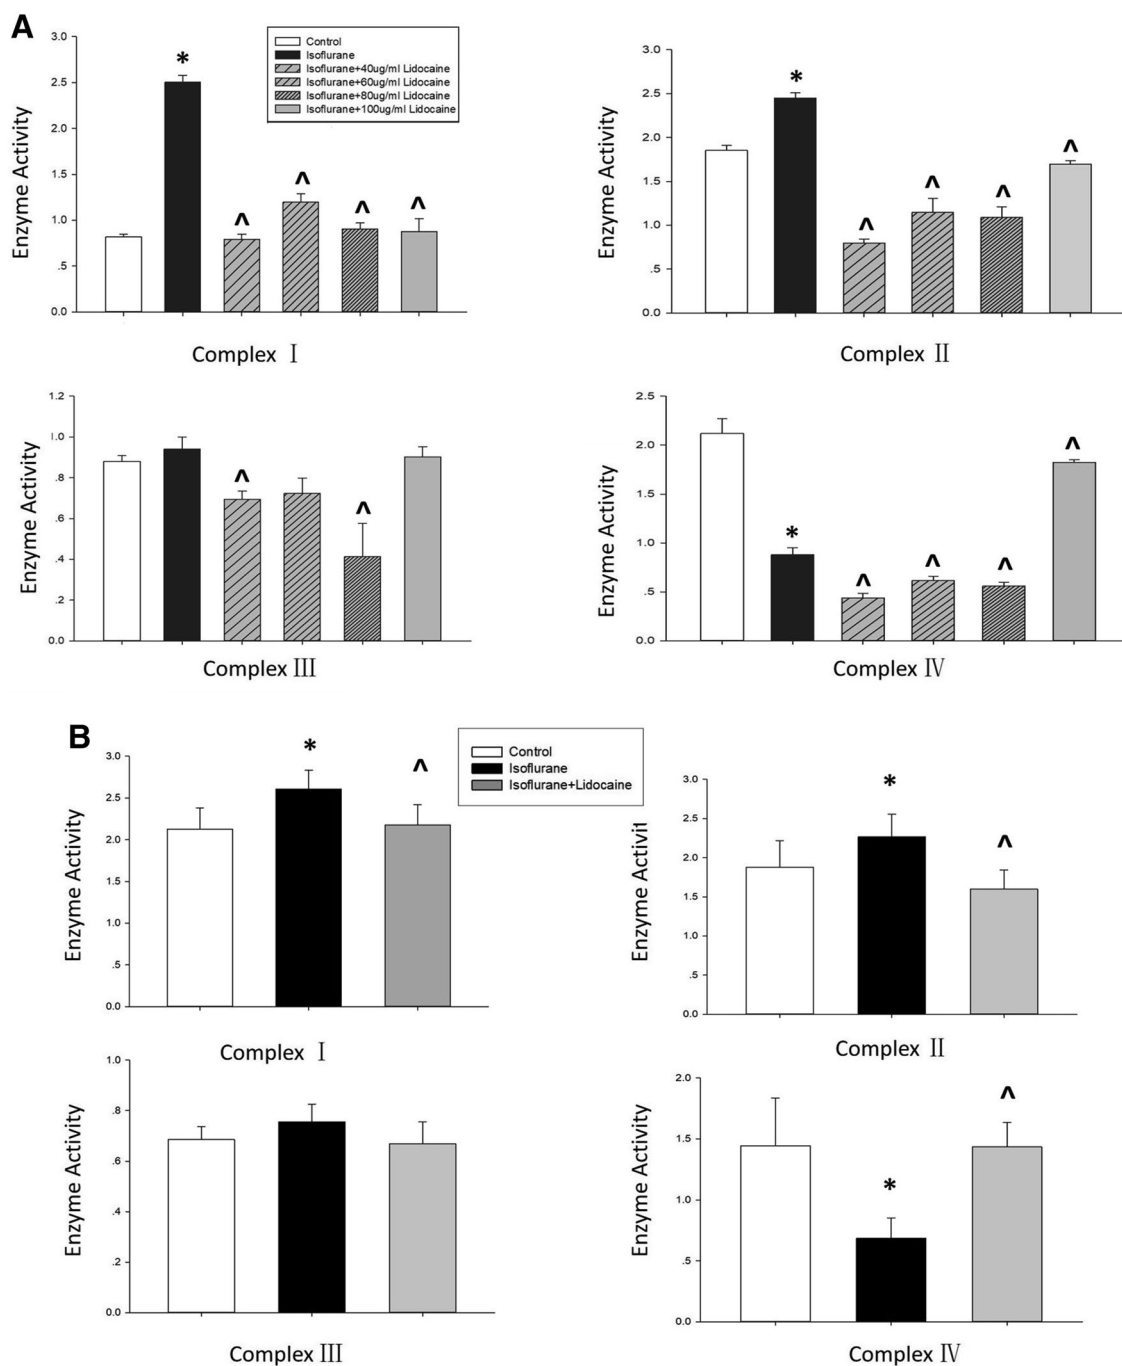 A
3.0
2.5
2.0
1.5
1.0
.5
0.0
Enzyme Activity
*
^
^
^
^
Control
Isoflurane
Isoflurane+40ug/ml Lidocaine
Isoflurane+60ug/ml Lidocaine
Isoflurane+80ug/ml Lidocaine
Isoflurane+100ug/ml Lidocaine
Complex Ⅰ
3.0
2.5
2.0
1.5
1.0
.5
0.0
Enzyme Activity
*
^
^
^
^
Complex Ⅱ
1.2
1.0
.8
.6
.4
.2
0.0
Enzyme Activity
^
^
Complex Ⅲ
2.5
2.0
1.5
1.0
.5
0.0
Enzyme Activity
*
^
^
^
^
Complex Ⅳ
B
3.0
2.5
2.0
1.5
1.0
.5
0.0
Enzyme Activity
*
^
Control
Isoflurane
Isoflurane+Lidocaine
Complex Ⅰ
3.0
2.5
2.0
1.5
1.0
.5
0.0
Enzyme Activi
*
^
Complex Ⅱ
1.0
.8
.6
.4
.2
0.0
Enzyme Activity
Complex Ⅲ
2.0
1.5
1.0
.5
0.0
Enzyme Activity
*
^
Complex Ⅳ